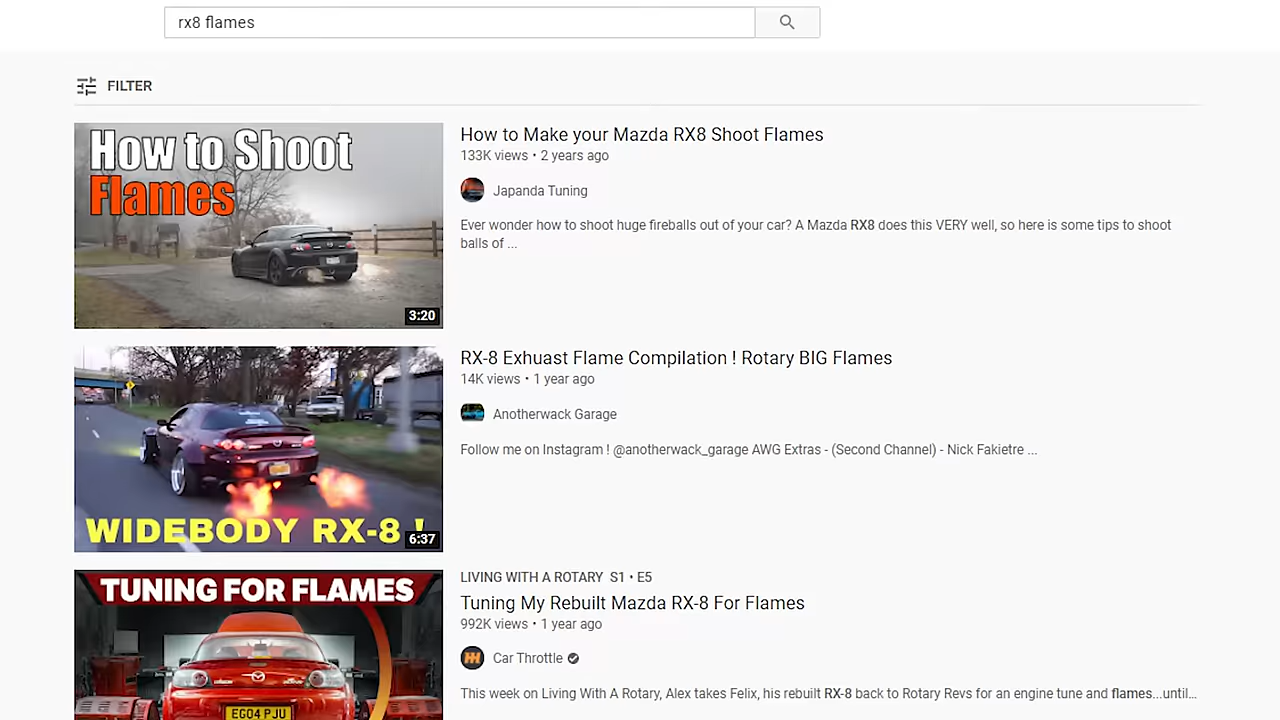 rx8 flames
FILTER
How to Shoot
Flames
3:20
How to Make your Mazda RX8 Shoot Flames
133K views • 2 years ago
Japanda Tuning
Ever wonder how to shoot huge fireballs out of your car? A Mazda RX8 does this VERY well, so here is some tips to shoot
balls of ...
WIDEBODY RX-8 !
6:37
RX-8 Exhuast Flame Compilation ! Rotary BIG Flames
14K views • 1 year ago
Anotherwack Garage
Follow me on Instagram ! @anotherwack_garage AWG Extras - (Second Channel) - Nick Fakietre ...
TUNING FOR FLAMES
EG04 PJU
LIVING WITH A ROTARY S1 • E5
Tuning My Rebuilt Mazda RX-8 For Flames
992K views • 1 year ago
Car Throttle
This week on Living With A Rotary, Alex takes Felix, his rebuilt RX-8 back to Rotary Revs for an engine tune and flames...until...